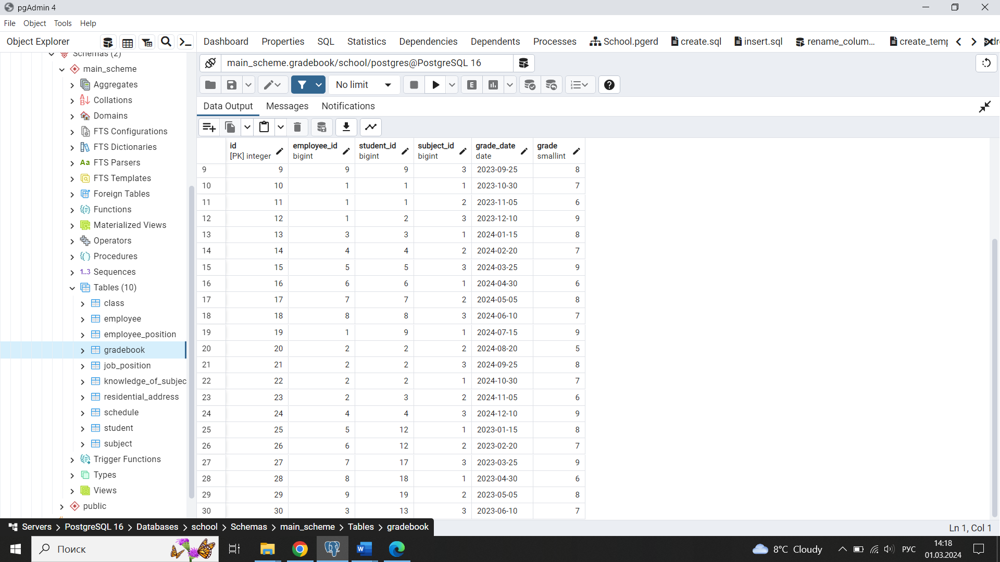 pgAdmin 4
File Object Tools Help
Object Explorer
Dashboard Properties SQL Statistics Dependencies Dependents Processes School.pgerd create.sql insert.sql rename_colum... create_temp
Schemas (2)
main_scheme
Aggregates
Collations
Domains
FTS Configurations
FTS Dictionaries
Aa FTS Parsers
FTS Templates
Foreign Tables
Functions
Materialized Views
Operators
Procedures
1..3 Sequences
Tables (10)
class
employee
employee_position
gradebook
job_position
knowledge_of_subjec
residential_address
schedule
student
subject
Trigger Functions
Types
Views
public
main_scheme.gradebook/school/postgres@PostgreSQL 16
No limit
E
Data Output Messages Notifications
id employee_id student_id subject_id grade_date grade
[PK] integer bigint bigint bigint date smallint
9 9 9 9 3 2023-09-25 8
10 10 1 1 1 2023-10-30 7
11 11 1 1 2 2023-11-05 6
12 12 1 2 3 2023-12-10 9
13 13 3 3 1 2024-01-15 8
14 14 4 4 2 2024-02-20 7
15 15 5 5 3 2024-03-25 9
16 16 6 6 1 2024-04-30 6
17 17 7 7 2 2024-05-05 8
18 18 8 8 3 2024-06-10 7
19 19 1 9 1 2024-07-15 9
20 20 2 2 2 2024-08-20 5
21 21 2 2 3 2024-09-25 8
22 22 2 2 1 2024-10-30 7
23 23 2 3 2 2024-11-05 6
24 24 4 4 3 2024-12-10 9
25 25 5 12 1 2023-01-15 8
26 26 6 12 2 2023-02-20 7
27 27 7 17 3 2023-03-25 9
28 28 8 18 1 2023-04-30 6
29 29 9 19 2 2023-05-05 8
30 30 3 13 3 2023-06-10 7
Servers > PostgreSQL 16 > Databases > school > Schemas > main_scheme > Tables > gradebook
Ln 1, Col 1
Поиск
8°C Cloudy
РУС
14:18
01.03.2024